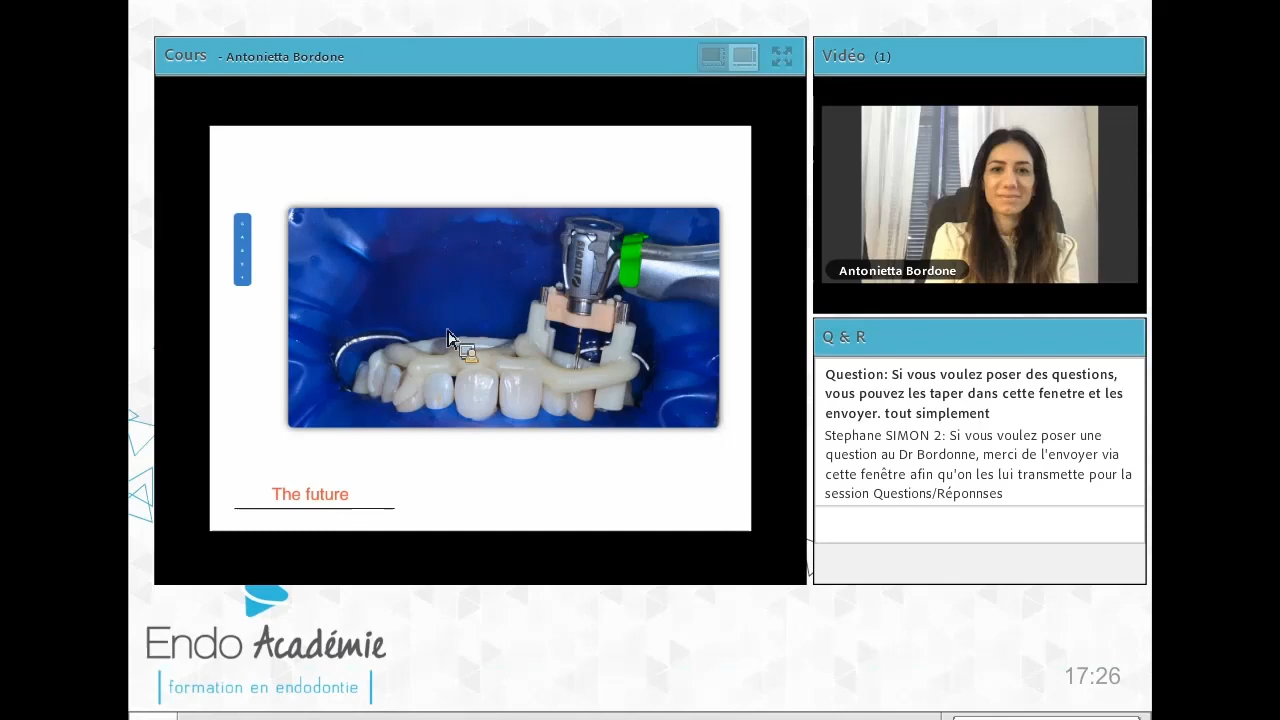 Cours - Antonietta Bordone
Vidéo (1)
Antonietta Bordone
The future
Q & R
Question: Si vous voulez poser des questions,
vous pouvez les taper dans cette fenetre et les
envoyer. tout simplement
Stephane SIMON 2: Si vous voulez poser une
question au Dr Bordonne, merci de l'envoyer via
cette fenêtre afin qu'on les lui transmette pour la
session Questions/Réponnses
Endo Académie
formation en endodontie
17:26